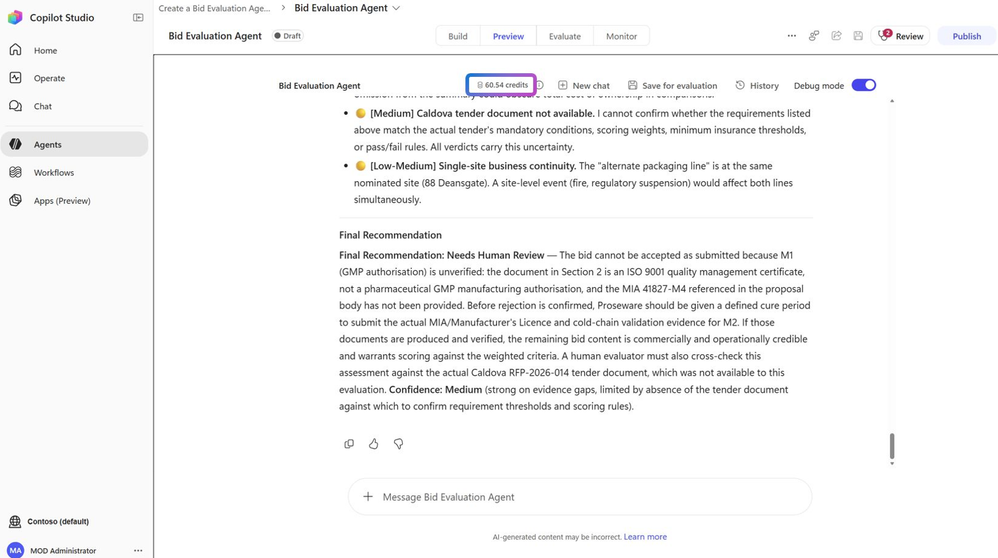 Copilot Studio
Home
Operate
Chat
Agents
Workflows
Apps (Preview)
Contoso (default)
MA
MOD Administrator
Create a Bid Evaluation Age...
Bid Evaluation Agent
Bid Evaluation Agent
Draft
Build
Preview
Evaluate
Monitor
2
Review
Publish
Bid Evaluation Agent
60.54 credits
New chat
Save for evaluation
History
Debug mode
[Medium] Caldova tender document not available. I cannot confirm whether the requirements listed
above match the actual tender's mandatory conditions, scoring weights, minimum insurance thresholds,
or pass/fail rules. All verdicts carry this uncertainty.
[Low-Medium] Single-site business continuity. The "alternate packaging line" is at the same
nominated site (88 Deansgate). A site-level event (fire, regulatory suspension) would affect both lines
simultaneously.
Final Recommendation
Final Recommendation: Needs Human Review — The bid cannot be accepted as submitted because M1
(GMP authorisation) is unverified: the document in Section 2 is an ISO 9001 quality management certificate,
not a pharmaceutical GMP manufacturing authorisation, and the MIA 41827-M4 referenced in the proposal
body has not been provided. Before rejection is confirmed, Proseware should be given a defined cure period
to submit the actual MIA/Manufacturer's Licence and cold-chain validation evidence for M2. If those
documents are produced and verified, the remaining bid content is commercially and operationally credible
and warrants scoring against the weighted criteria. A human evaluator must also cross-check this
assessment against the actual Caldova RFP-2026-014 tender document, which was not available to this
evaluation. Confidence: Medium (strong on evidence gaps, limited by absence of the tender document
against which to confirm requirement thresholds and scoring rules).
Message Bid Evaluation Agent
AI-generated content may be incorrect. Learn more